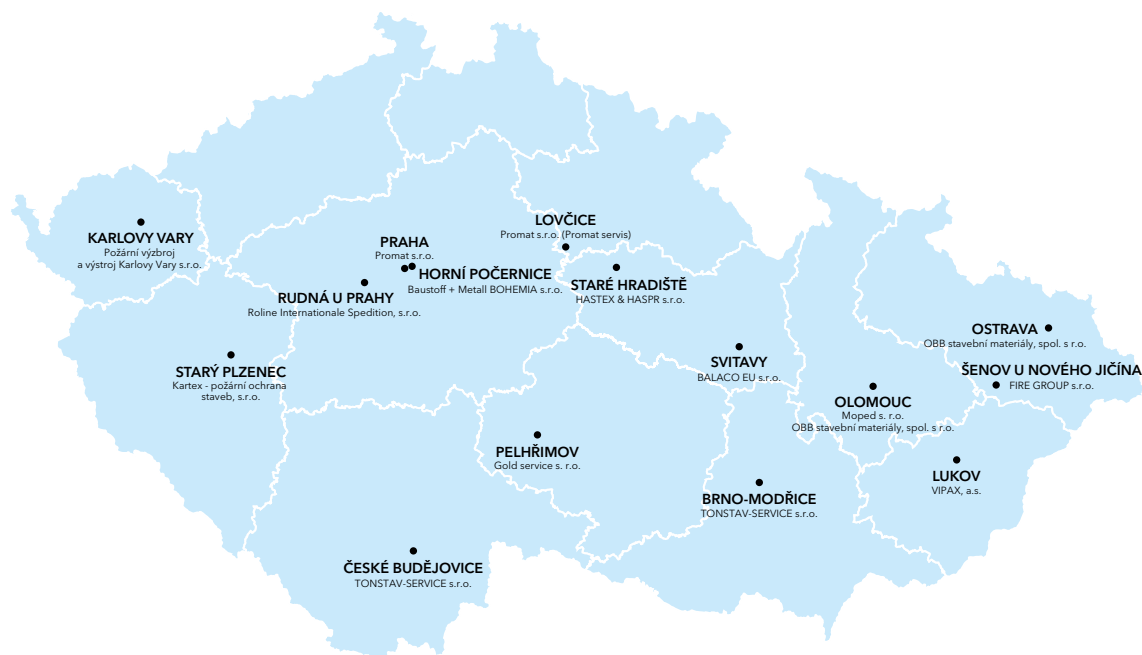 LOVČICE
Promat s.r.o. (Promat servis)
KARLOVY VARY
Požární výzbroj
a výstroj Karlovy Vary s.r.o.
PRAHA
Promat s.r.o.
HORNÍ POČERNICE
Baustoff + Metall BOHEMIA s.r.o.
STARÉ HRADIŠTĚ
HASTEX & HASPR s.r.o.
RUDNÁ U PRAHY
Roline Internationale Spedition, s.r.o.
OSTRAVA
OBB stavební materiály, spol. s r.o.
SVITAVY
BALACO EU s.r.o.
STARÝ PLZENEC
Kartex - požární ochrana
staveb, s.r.o.
ŠENOV U NOVÉHO JIČÍNA
FIRE GROUP s.r.o.
OLOMOUC
Moped s. r.o.
OBB stavební materiály, spol. s r.o.
PELHŘIMOV
Gold service s. r.o.
LUKOV
VIPAX, a.s.
BRNO-MODŘICE
TONSTAV-SERVICE s.r.o.
ČESKÉ BUDĚJOVICE
TONSTAV-SERVICE s.r.o.